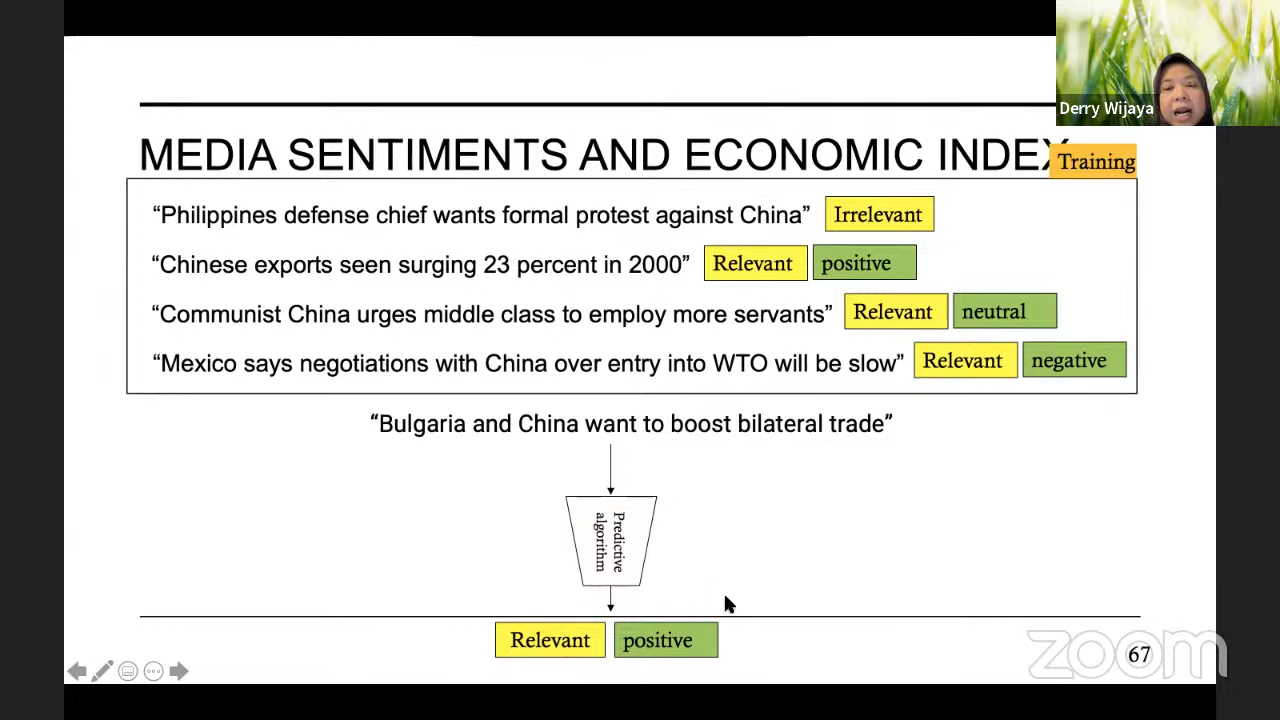 Derry Wijaya
MEDIA SENTIMENTS AND ECONOMIC INDEX
Training
“Philippines defense chief wants formal protest against China” Irrelevant
“Chinese exports seen surging 23 percent in 2000” Relevant positive
“Communist China urges middle class to employ more servants” Relevant neutral
“Mexico says negotiations with China over entry into WTO will be slow” Relevant negative
“Bulgaria and China want to boost bilateral trade”
Predictive
algorithm
Relevant positive
zoom
67